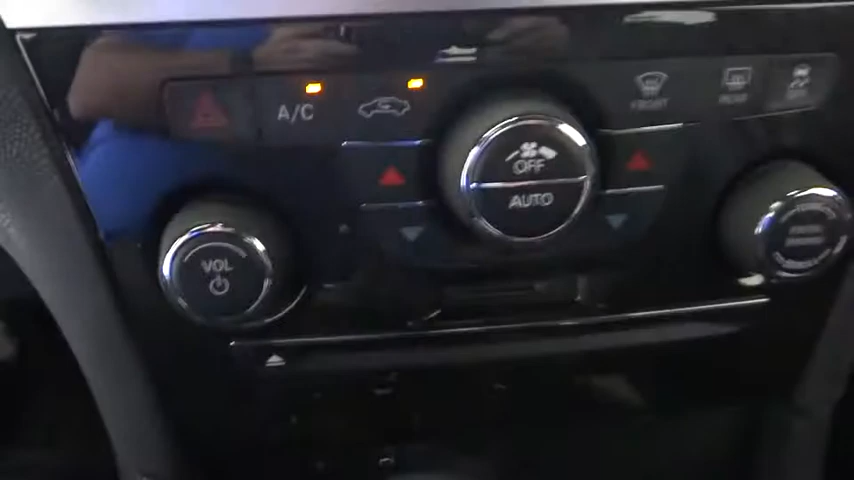 A/C
FRONT
REAR
OFF
AUTO
VOL